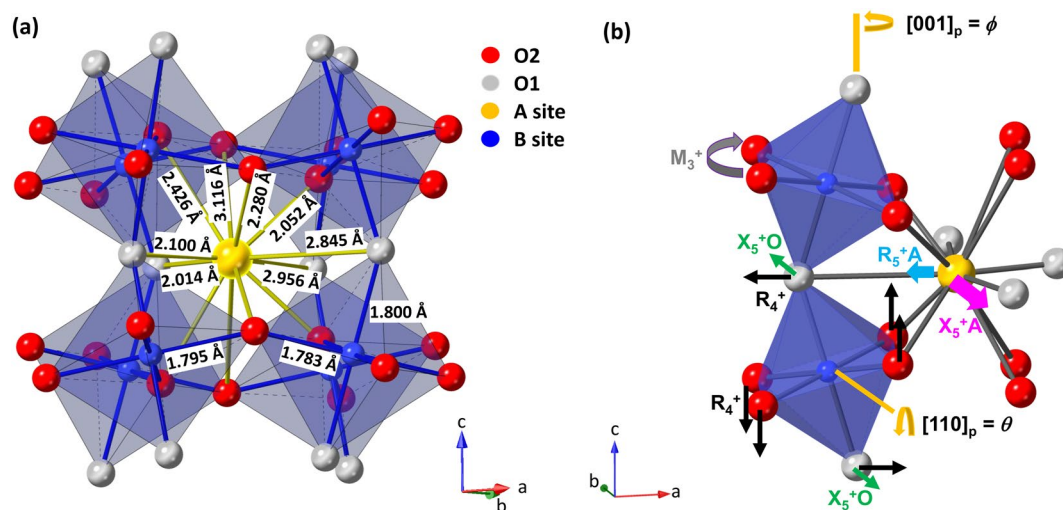 (a)
O2
O1
A site
B site
2.426 Å
3.116 Å
2.280 Å
2.052 Å
2.100 Å
2.845 Å
2.014 Å
2.956 Å
1.800 Å
1.795 Å
1.783 Å
c
a
b
(b)
[001]p = ϕ
M3+
X5+O
R5+A
R4+
X5+A
R4+
[110]p = θ
X5+O
c
b
a